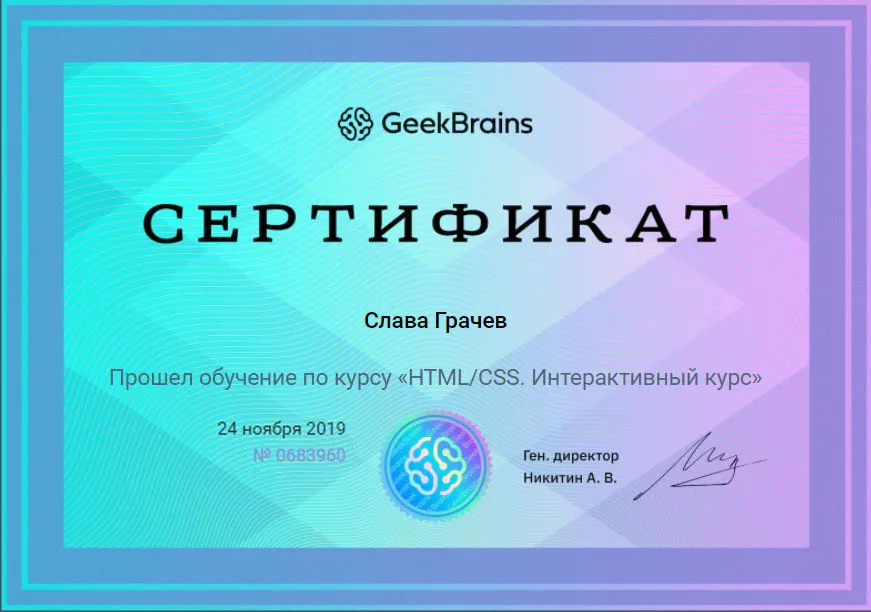 GeekBrains
СЕРТИФИКАТ
Слава Грачев
Прошел обучение по курсу «HTML/CSS. Интерактивный курс»
24 ноября 2019
№ 0683960
Ген. директор
Никитин А. В.